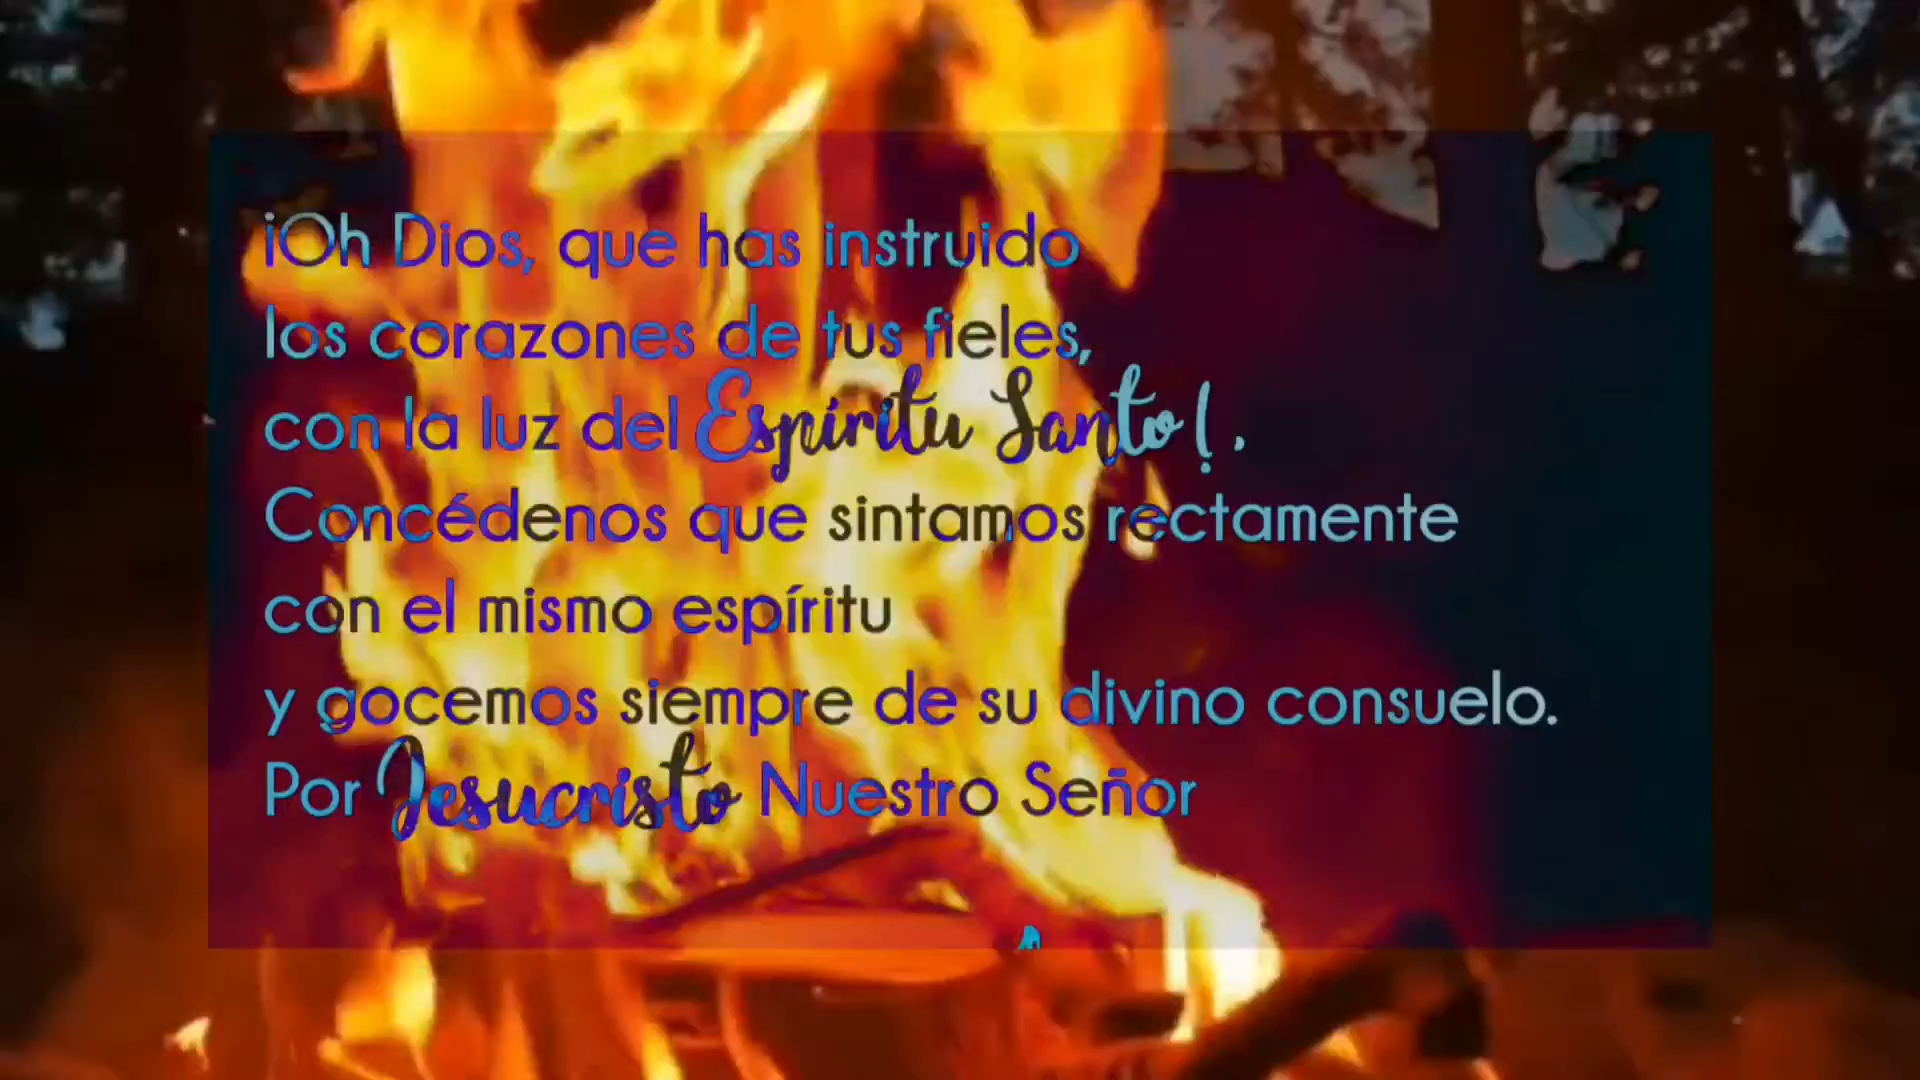 ¡Oh Dios, que has instruido
los corazones de tus fieles,
con la luz del Espíritu Santo!.
Concédenos que sintamos rectamente
con el mismo espíritu
y gocemos siempre de su divino consuelo.
Por Jesucristo Nuestro Señor